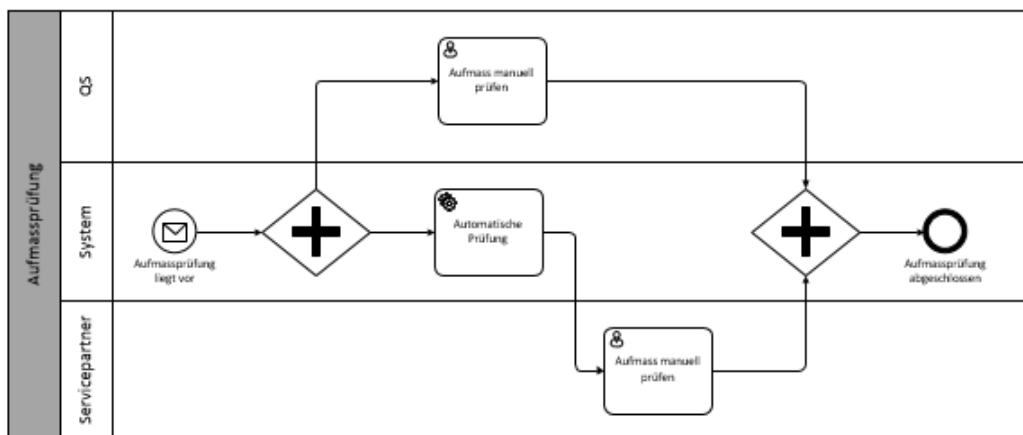 Aufmassprüfung
QS
Aufmass manuell
prüfen
System
Aufmassprüfung
liegt vor
Automatische
Prüfung
Aufmassprüfung
abgeschlossen
Servicepartner
Aufmass manuell
prüfen